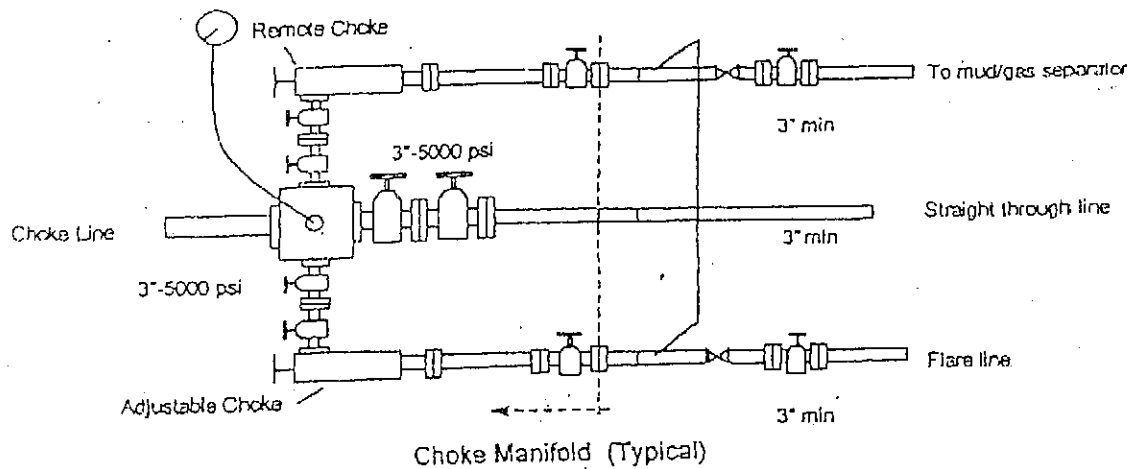 Remote Choke
To mud/gas separator
3" min
3"-5000 psi
Straight through line
Choke Line
3" min
3"-5000 psi
Flare line
Adjustable Choke
3" min
Choke Manifold (Typical)